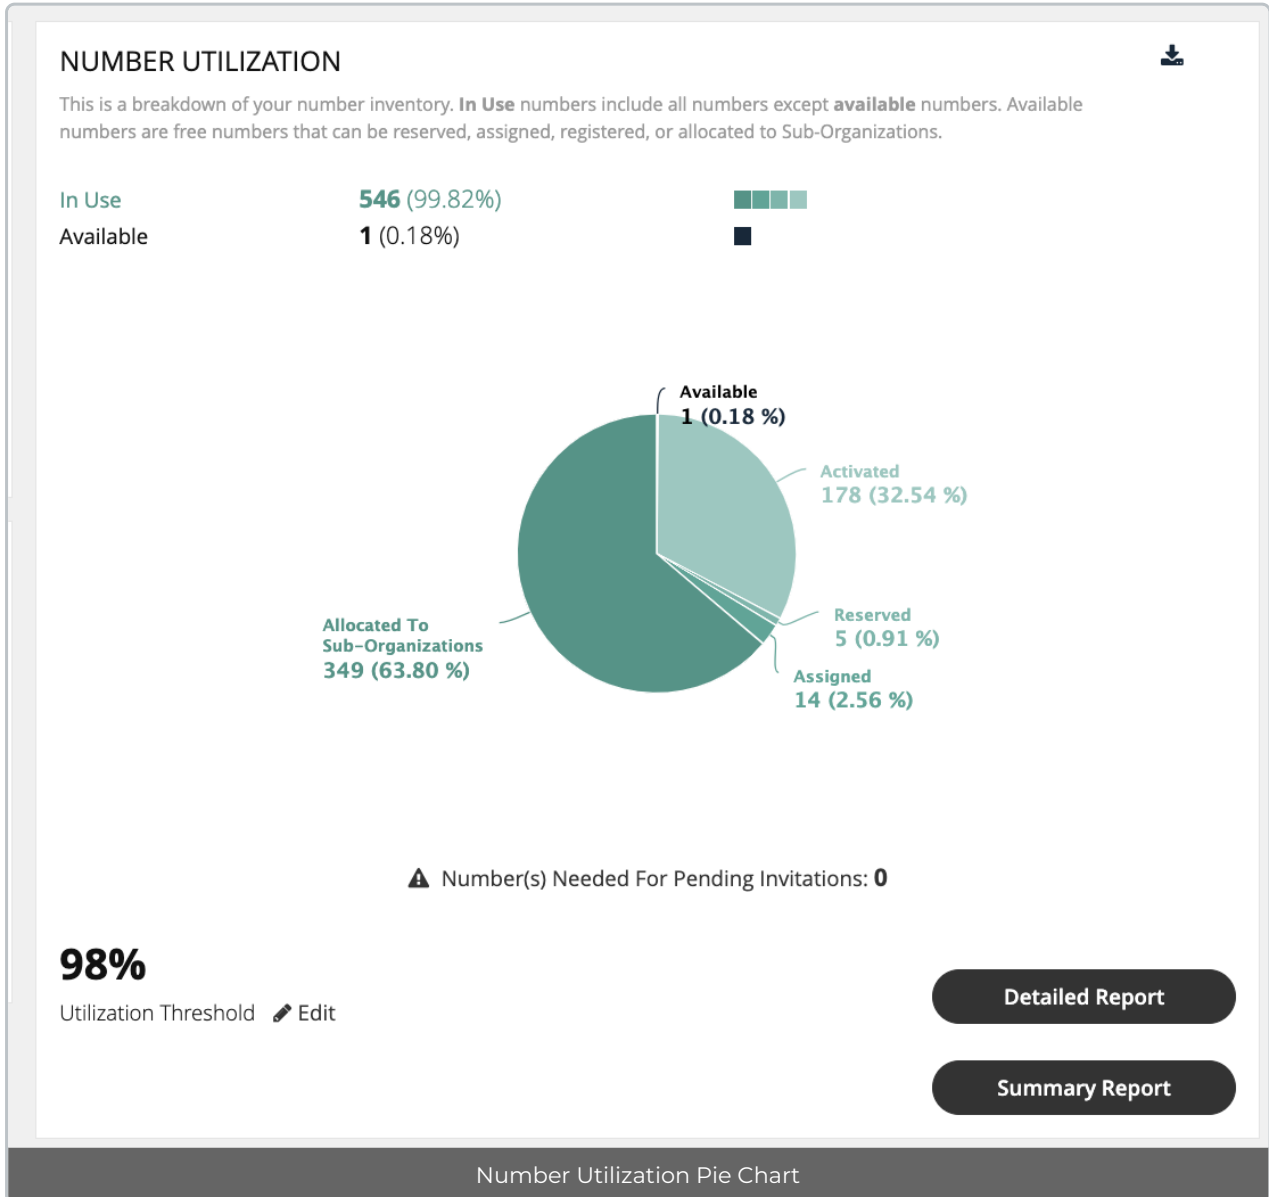 NUMBER UTILIZATION
This is a breakdown of your number inventory. In Use numbers include all numbers except available numbers. Available
numbers are free numbers that can be reserved, assigned, registered, or allocated to Sub-Organizations.
In Use 546 (99.82%)
Available 1 (0.18%)
Available
1 (0.18 %)
Activated
178 (32.54 %)
Reserved
5 (0.91 %)
Allocated To
Sub-Organizations
349 (63.80 %)
Assigned
14 (2.56 %)
Number(s) Needed For Pending Invitations: 0
98%
Utilization Threshold Edit
Detailed Report
Summary Report
Number Utilization Pie Chart